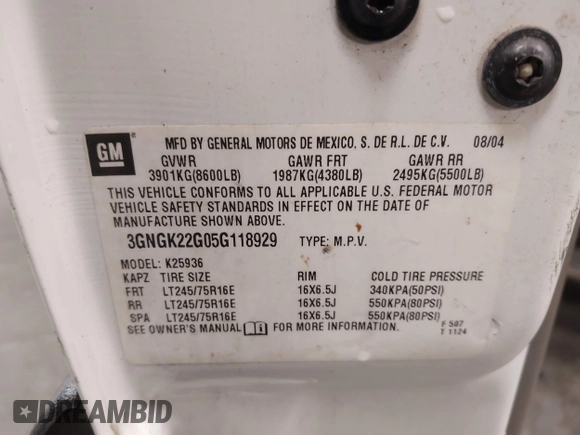 MFD BY GENERAL MOTORS DE MEXICO, S. DE R.L. DE C.V. 08/04
GM
GVWR GAWR FRT GAWR RR
3901KG(8600LB) 1987KG(4380LB) 2495KG(5500LB)
THIS VEHICLE CONFORMS TO ALL APPLICABLE U.S. FEDERAL MOTOR
VEHICLE SAFETY STANDARDS IN EFFECT ON THE DATE OF
MANUFACTURE SHOWN ABOVE.
3GNGK22G05G118929 TYPE: M.P.V.
MODEL: K25936
KAPZ TIRE SIZE RIM COLD TIRE PRESSURE
FRT LT245/75R16E 16X6.5J 340KPA(50PSI)
RR LT245/75R16E 16X6.5J 550KPA(80PSI)
SPA LT245/75R16E 16X6.5J 550KPA(80PSI)
SEE OWNER'S MANUAL FOR MORE INFORMATION.
F 507
T 1124
DREAMBID